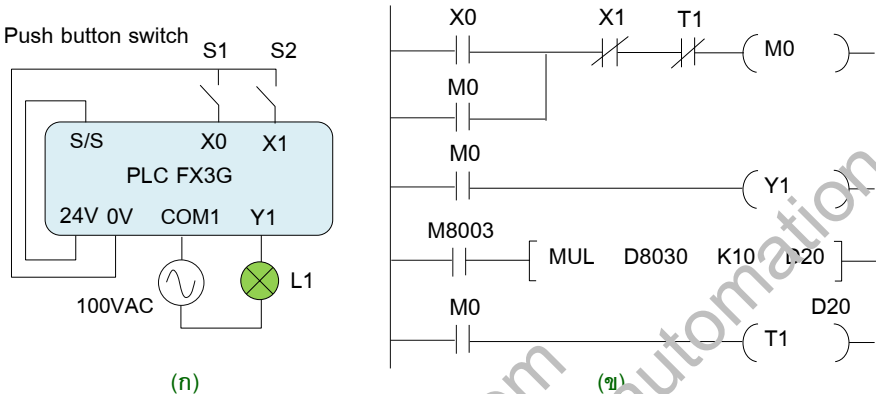 Push button switch
S1 S2
S/S X0 X1
PLC FX3G
24V 0V COM1 Y1
L1
100VAC
(ก)
X0 X1 T1
M0
M0
M0
Y1
M8003
MUL D8030 K10 D20
M0 D20
T1
(ข)
automation